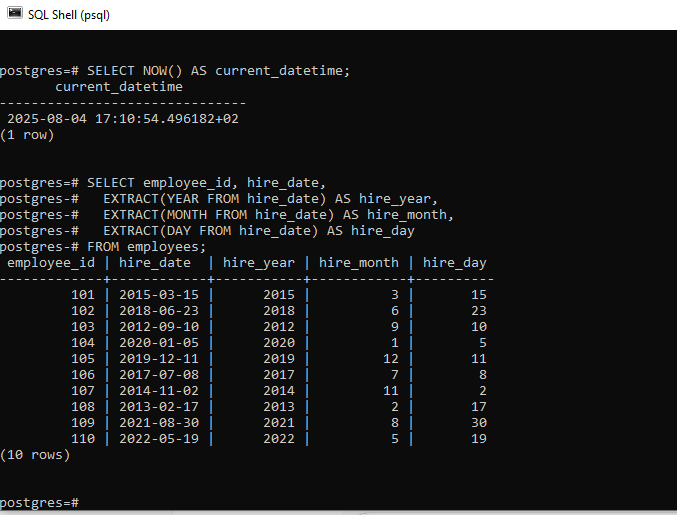 SQL Shell (psql)
postgres=# SELECT NOW() AS current_datetime;
       current_datetime
-------------------------------
 2025-08-04 17:10:54.496182+02
(1 row)
postgres=# SELECT employee_id, hire_date,
postgres-#   EXTRACT(YEAR FROM hire_date) AS hire_year,
postgres-#   EXTRACT(MONTH FROM hire_date) AS hire_month,
postgres-#   EXTRACT(DAY FROM hire_date) AS hire_day
postgres-# FROM employees;
 employee_id | hire_date  | hire_year | hire_month | hire_day
-------------+------------+-----------+------------+----------
         101 | 2015-03-15 |      2015 |          3 |       15
         102 | 2018-06-23 |      2018 |          6 |       23
         103 | 2012-09-10 |      2012 |          9 |       10
         104 | 2020-01-05 |      2020 |          1 |        5
         105 | 2019-12-11 |      2019 |         12 |       11
         106 | 2017-07-08 |      2017 |          7 |        8
         107 | 2014-11-02 |      2014 |         11 |        2
         108 | 2013-02-17 |      2013 |          2 |       17
         109 | 2021-08-30 |      2021 |          8 |       30
         110 | 2022-05-19 |      2022 |          5 |       19
(10 rows)
postgres=#